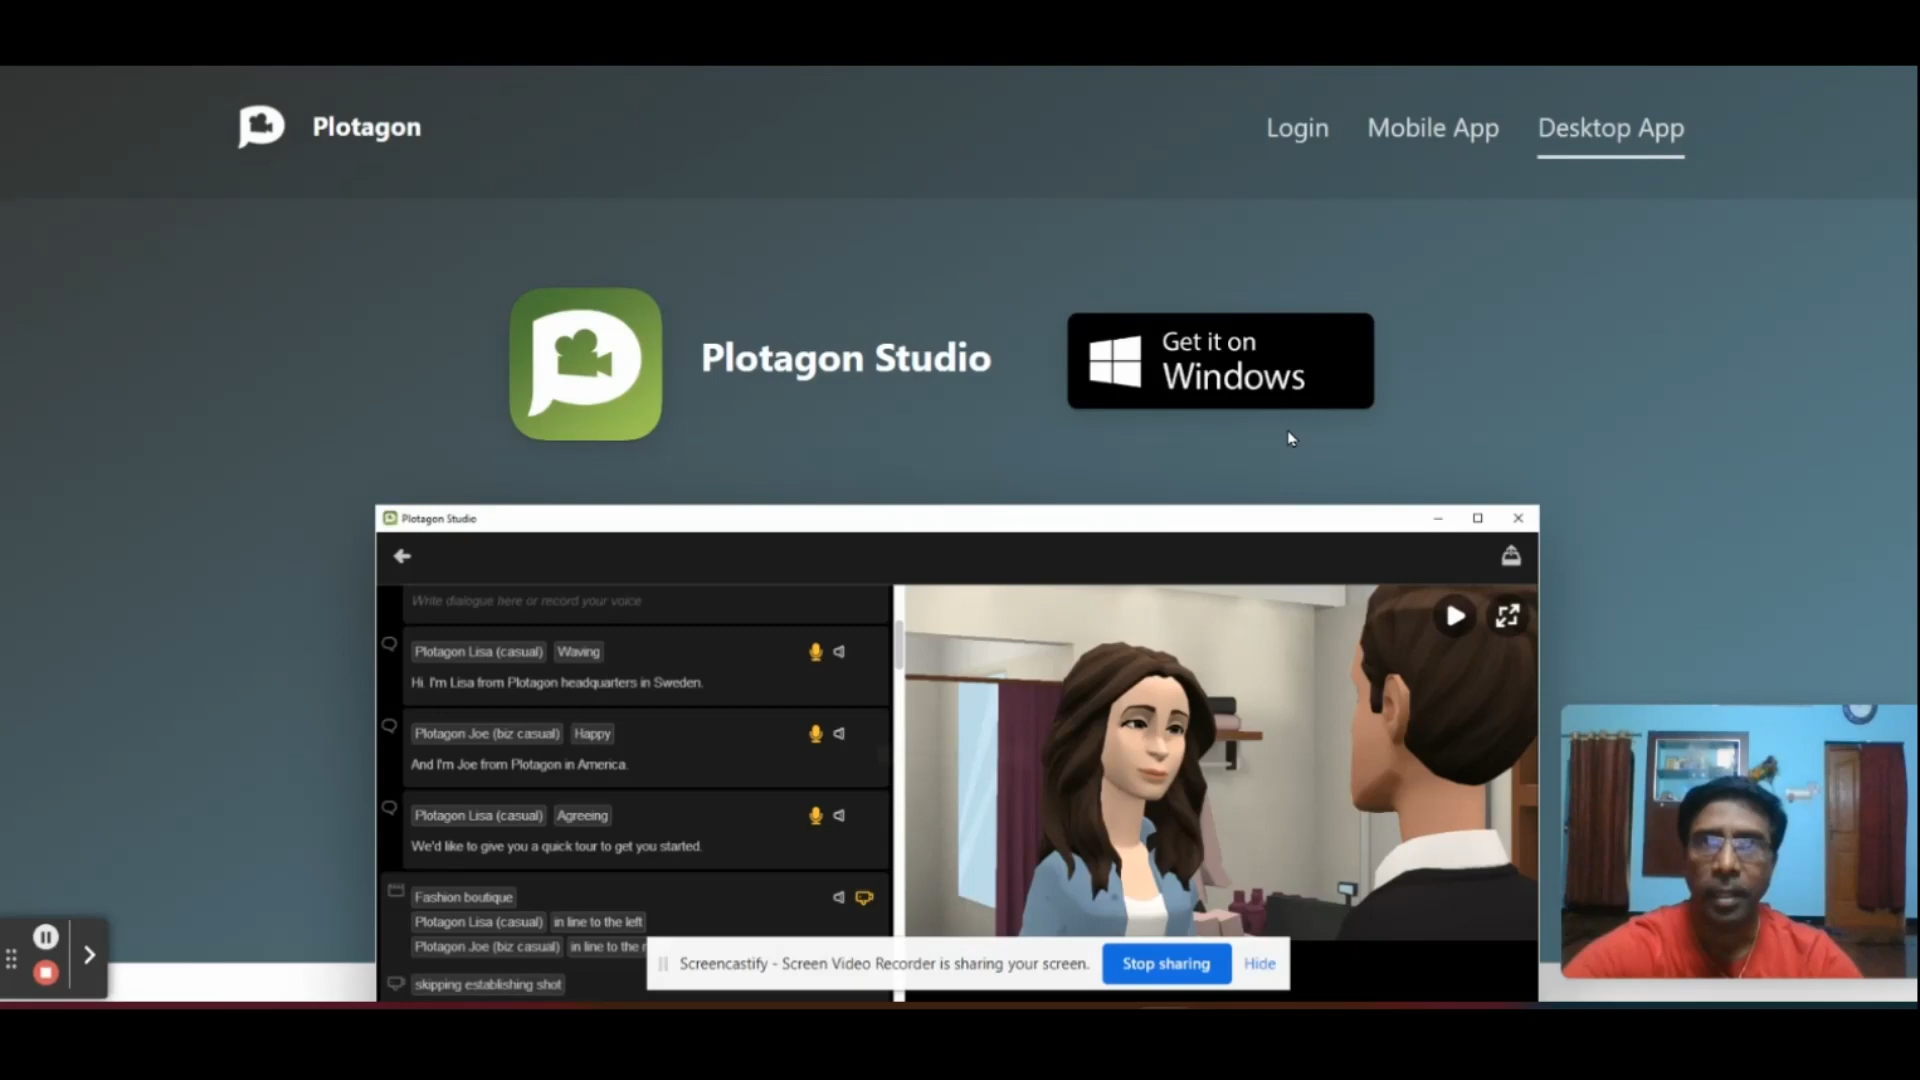 Plotagon
Login
Mobile App
Desktop App
Plotagon Studio
Get it on
Windows
Plotagon Studio
Write dialogue here or record your voice
Plotagon Lisa (casual) Waving
Hi. I'm Lisa from Plotagon headquarters in Sweden.
Plotagon Joe (biz casual) Happy
And I'm Joe from Plotagon in America.
Plotagon Lisa (casual) Agreeing
We'd like to give you a quick tour to get you started.
Fashion boutique
Plotagon Lisa (casual) in line to the left
Plotagon Joe (biz casual) in line to the
skipping establishing shot
Screencastify - Screen Video Recorder is sharing your screen.
Stop sharing
Hide